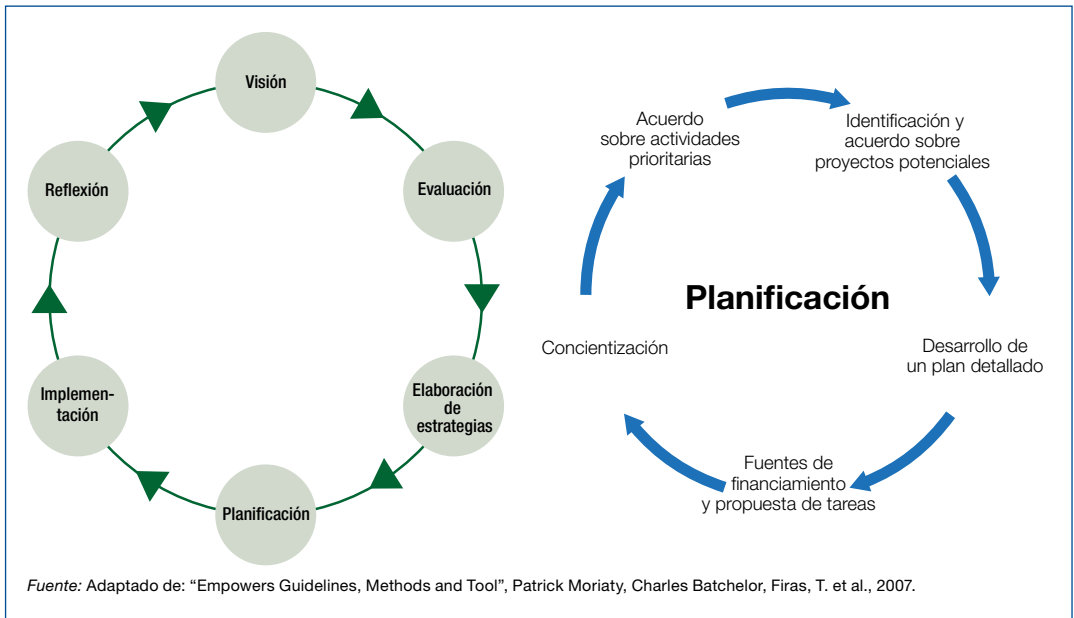 Visión
Evaluación
Elaboración
de
estrategias
Planificación
Implemen-
tación
Reflexión
Acuerdo
sobre actividades
prioritarias
Identificación y
acuerdo sobre
proyectos potenciales
Planificación
Desarrollo de
un plan detallado
Fuentes de
financiamiento
y propuesta de tareas
Concientización
Fuente: Adaptado de: “Empowers Guidelines, Methods and Tool”, Patrick Moriaty, Charles Batchelor, Firas, T. et al., 2007.